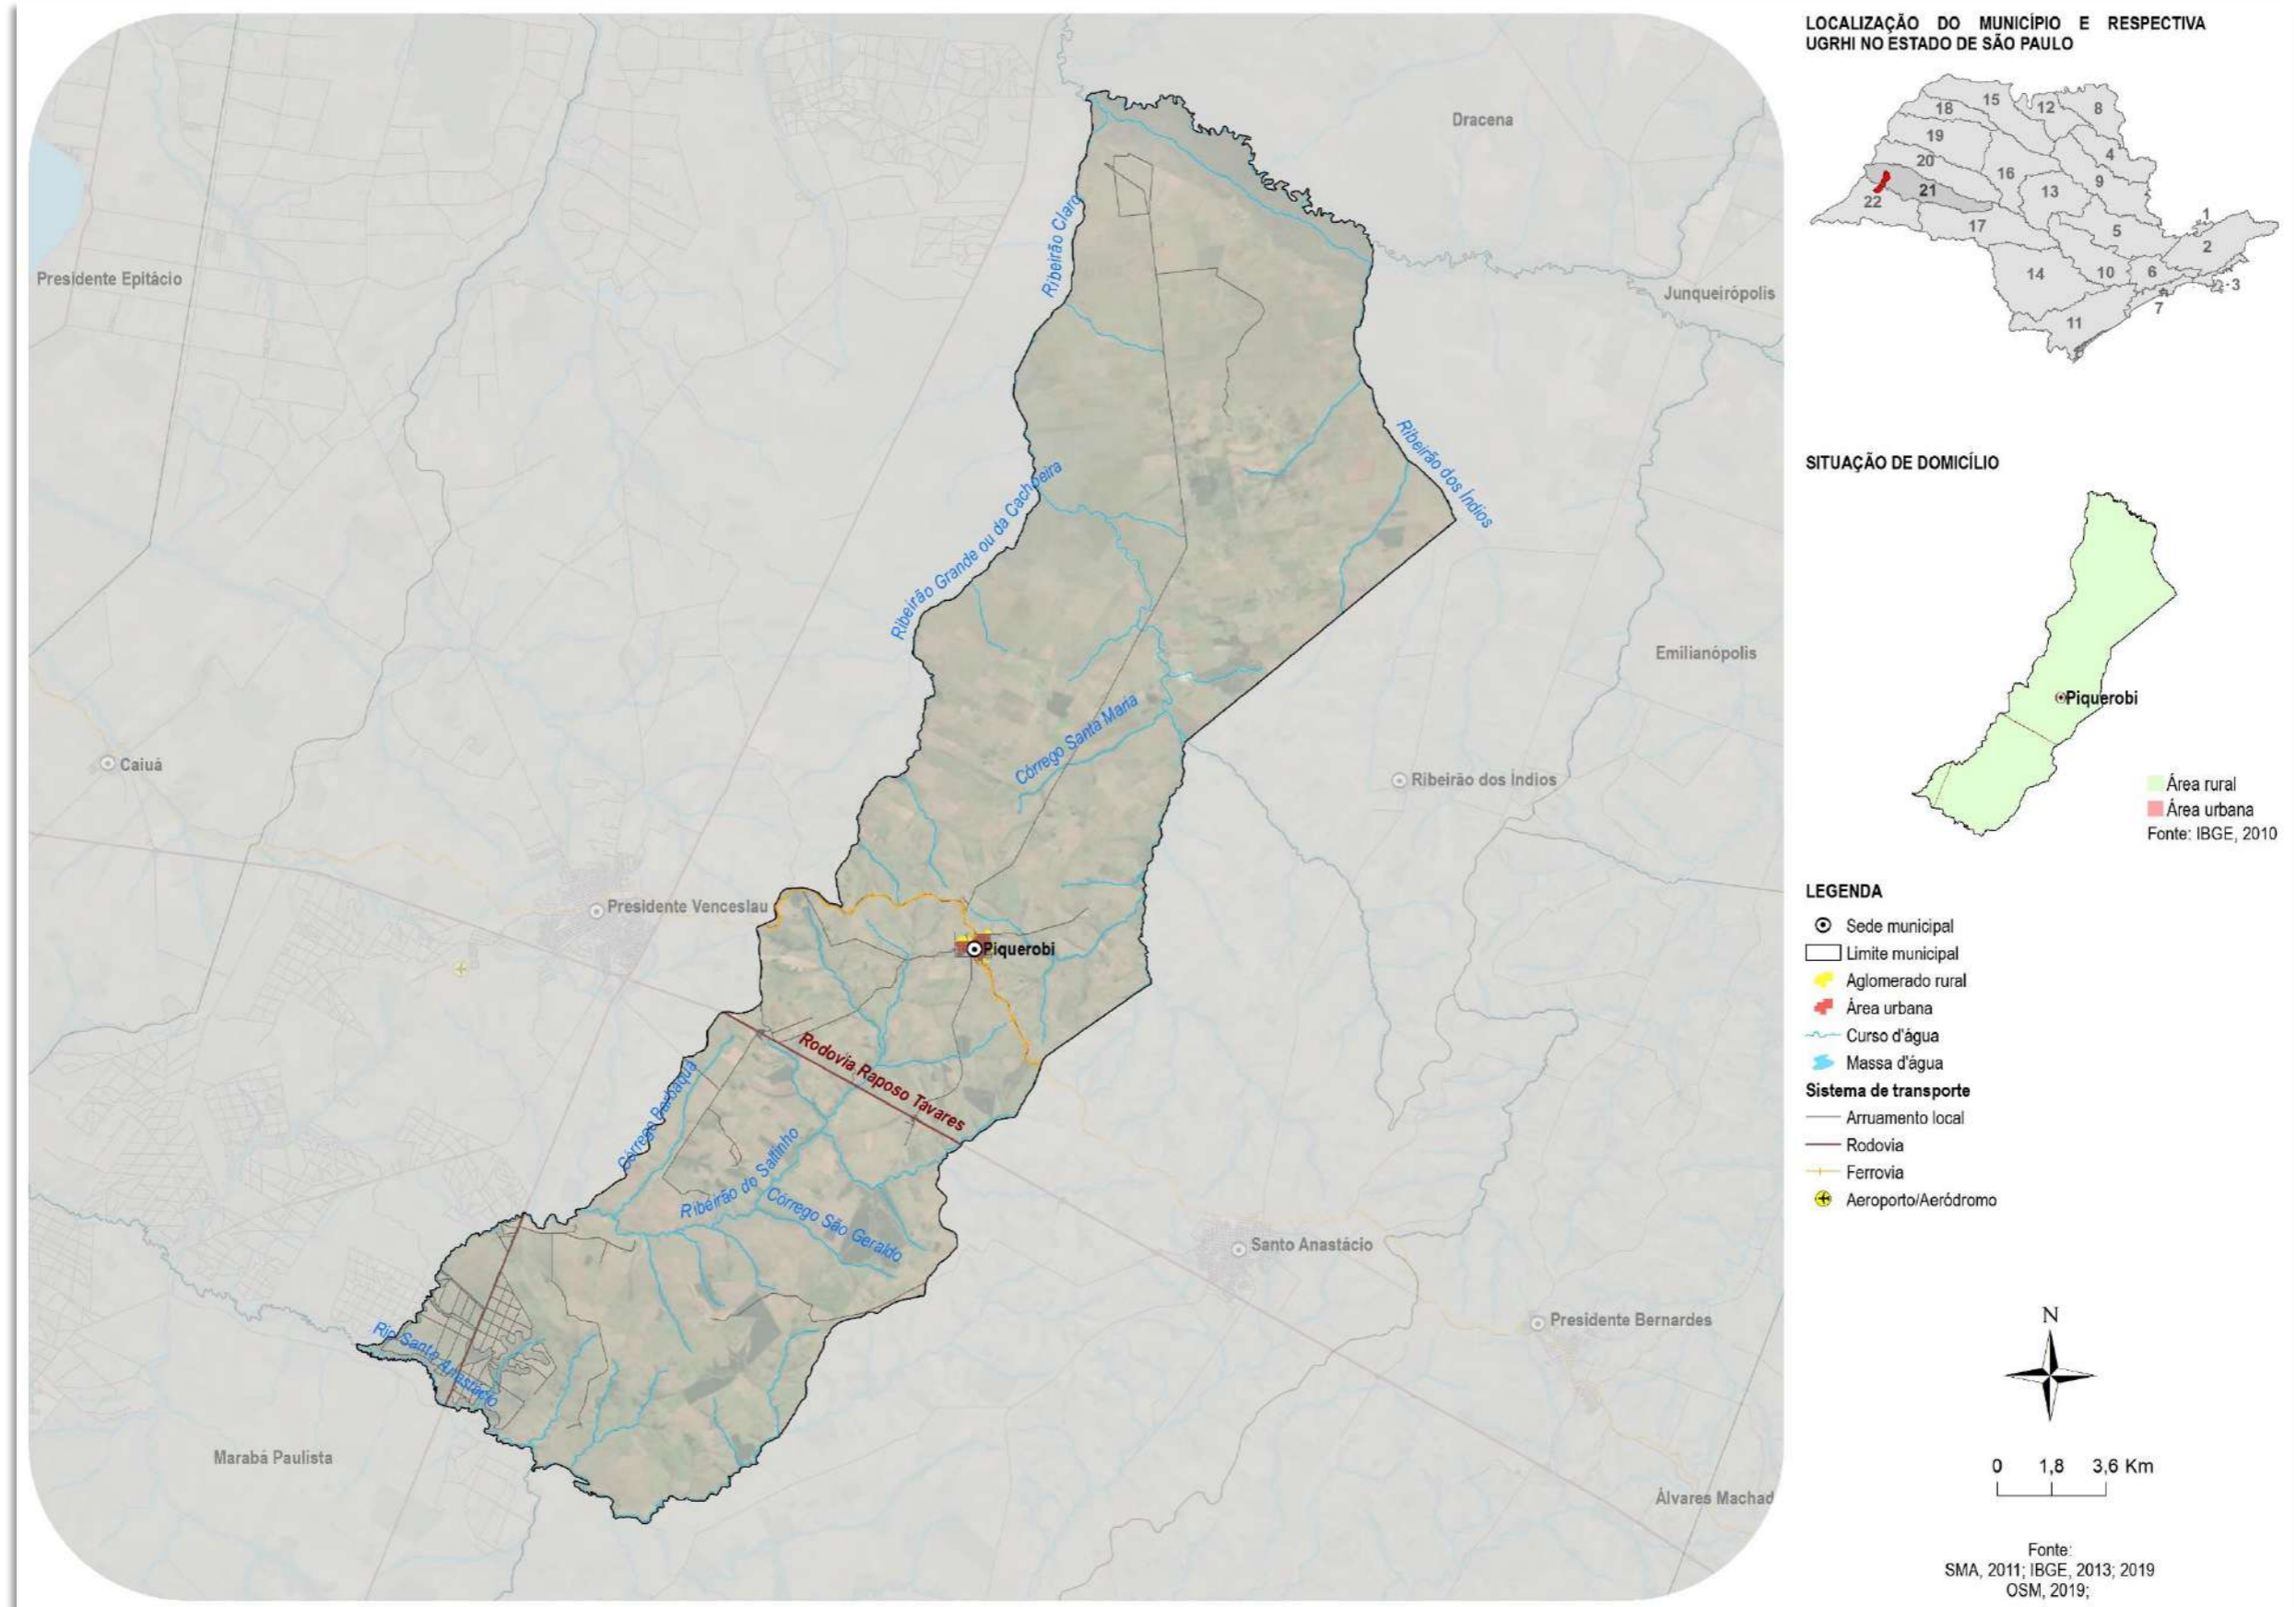 Dracena
Ribeirão Claro
Presidente Epitácio
Junqueirópolis
Ribeirão dos Índios
Ribeirão Grande ou da Cachoeira
Emilianópolis
Córrego Santa Maria
Caiuá
Ribeirão dos Índios
Presidente Venceslau
Piquerobi
Rodovia Raposo Tavares
Córrego Barbaquá
Ribeirão do Saltinho
Córrego São Geraldo
Santo Anastácio
Presidente Bernardes
Rio Santo Anastácio
Marabá Paulista
Álvares Machad
LOCALIZAÇÃO DO MUNICÍPIO E RESPECTIVA
UGRHI NO ESTADO DE SÃO PAULO
15
18
12
8
19
4
20
16
9
13
21
22
1
17
5
2
14
10
6
3
7
11
SITUAÇÃO DE DOMICÍLIO
Piquerobi
Área rural
Área urbana
Fonte: IBGE, 2010
LEGENDA
Sede municipal
Limite municipal
Aglomerado rural
Área urbana
Curso d'água
Massa d'água
Sistema de transporte
Arruamento local
Rodovia
Ferrovia
Aeroporto/Aeródromo
N
0 1,8 3,6 Km
Fonte:
SMA, 2011; IBGE, 2013; 2019
OSM, 2019;